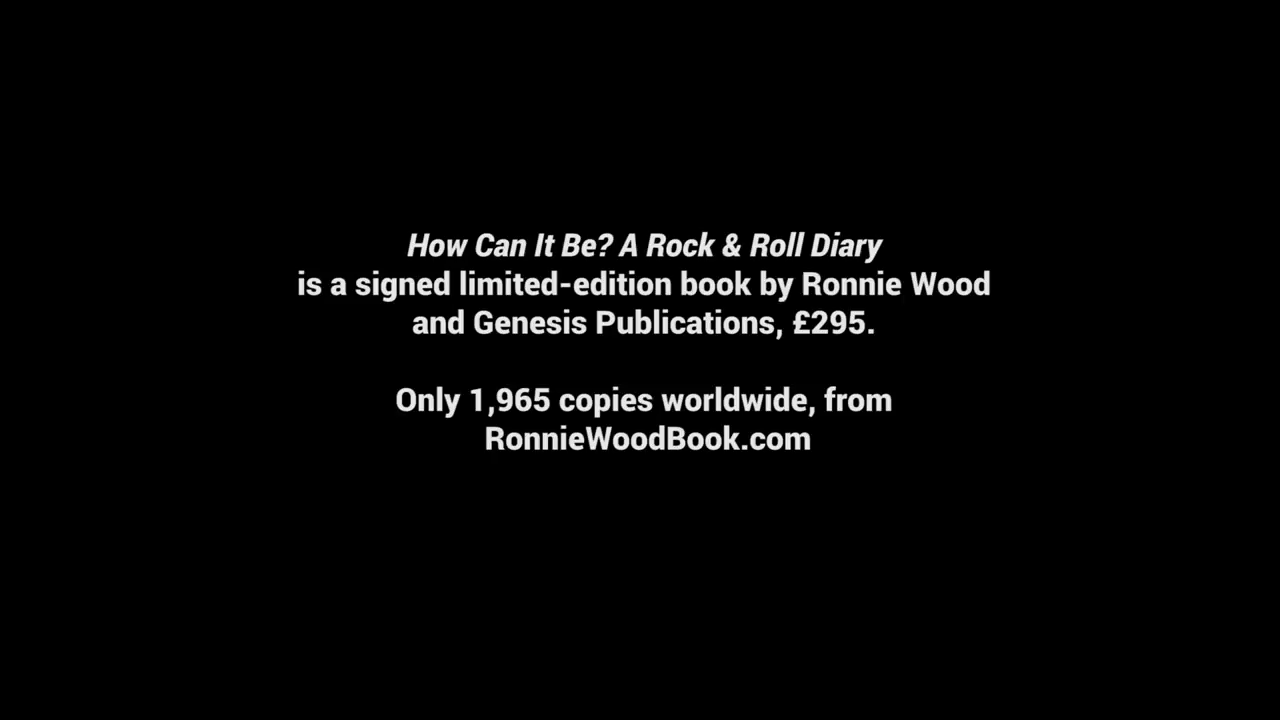 How Can It Be? A Rock & Roll Diary
is a signed limited-edition book by Ronnie Wood
and Genesis Publications, £295.
Only 1,965 copies worldwide, from
RonnieWoodBook.com